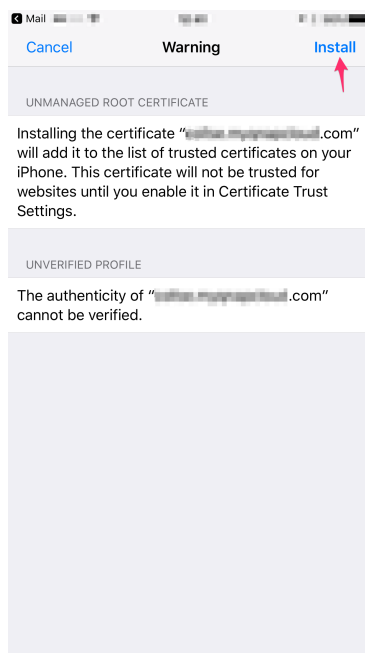 Mail
Cancel Warning Install
UNMANAGED ROOT CERTIFICATE
Installing the certificate “ .com”
will add it to the list of trusted certificates on your
iPhone. This certificate will not be trusted for
websites until you enable it in Certificate Trust
Settings.
UNVERIFIED PROFILE
The authenticity of “ .com”
cannot be verified.